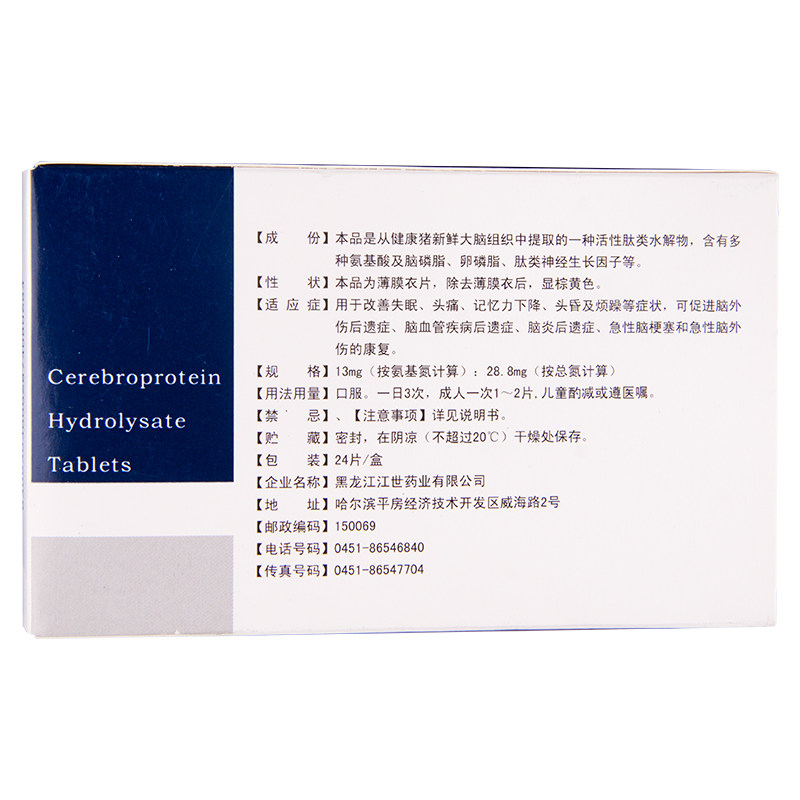 Cerebroprotein
Hydrolysate
Tablets
【成　份】本品是从健康猪新鲜大脑组织中提取的一种活性肽类水解物，含有多
种氨基酸及脑磷脂、卵磷脂、肽类神经生长因子等。
【性　状】本品为薄膜衣片，除去薄膜衣后，显棕黄色。
【适 应 症】用于改善失眠、头痛、记忆力下降、头昏及烦躁等症状，可促进脑外
伤后遗症、脑血管疾病后遗症、脑炎后遗症、急性脑梗塞和急性脑外
伤的康复。
【规　格】13mg（按氨基氮计算）：28.8mg（按总氮计算）
【用法用量】口服。一日3次，成人一次1～2片，儿童酌减或遵医嘱。
【禁　忌】、【注意事项】详见说明书。
【贮　藏】密封，在阴凉（不超过20℃）干燥处保存。
【包　装】24片/盒
【企业名称】黑龙江江世药业有限公司
【地　址】哈尔滨平房经济技术开发区威海路2号
【邮政编码】150069
【电话号码】0451-86546840
【传真号码】0451-86547704